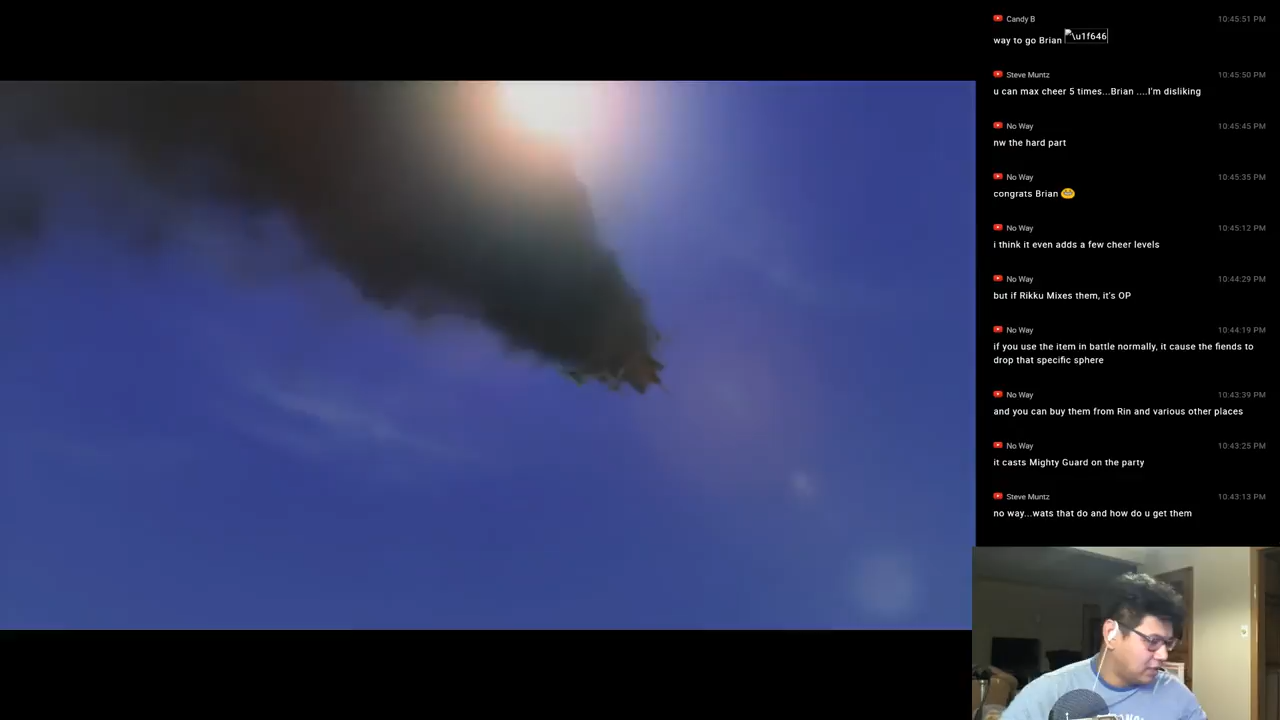 Candy B 10:45:51 PM
way to go Brian \u1f646
Steve Muntz 10:45:50 PM
u can max cheer 5 times...Brian ....I'm disliking
No Way 10:45:45 PM
nw the hard part
No Way 10:45:35 PM
congrats Brian
No Way 10:45:12 PM
i think it even adds a few cheer levels
No Way 10:44:29 PM
but if Rikku Mixes them, it's OP
No Way 10:44:19 PM
if you use the item in battle normally, it cause the fiends to
drop that specific sphere
No Way 10:43:39 PM
and you can buy them from Rin and various other places
No Way 10:43:25 PM
it casts Mighty Guard on the party
Steve Muntz 10:43:13 PM
no way...wats that do and how do u get them